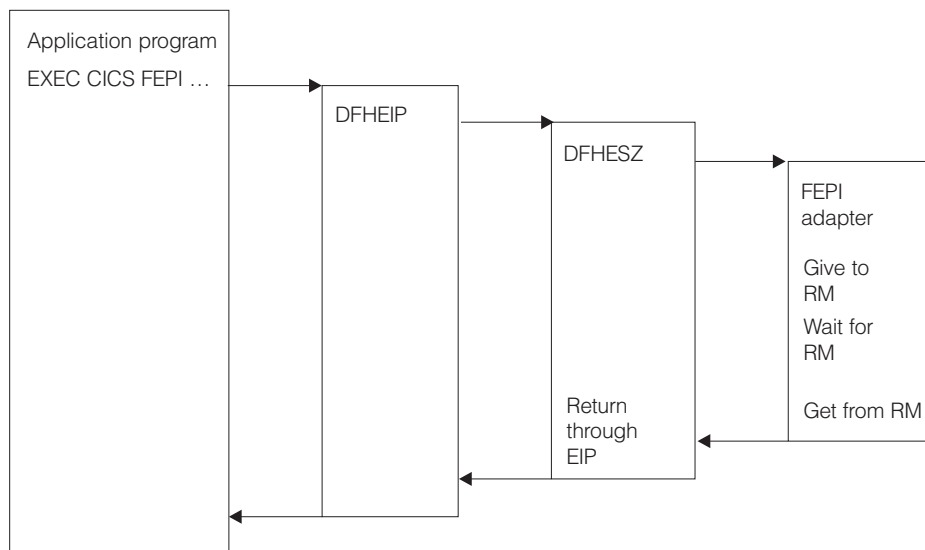 Application program
EXEC CICS FEPI …
DFHEIP
DFHESZ
Return
through
EIP
FEPI
adapter
Give to
RM
Wait for
RM
Get from RM